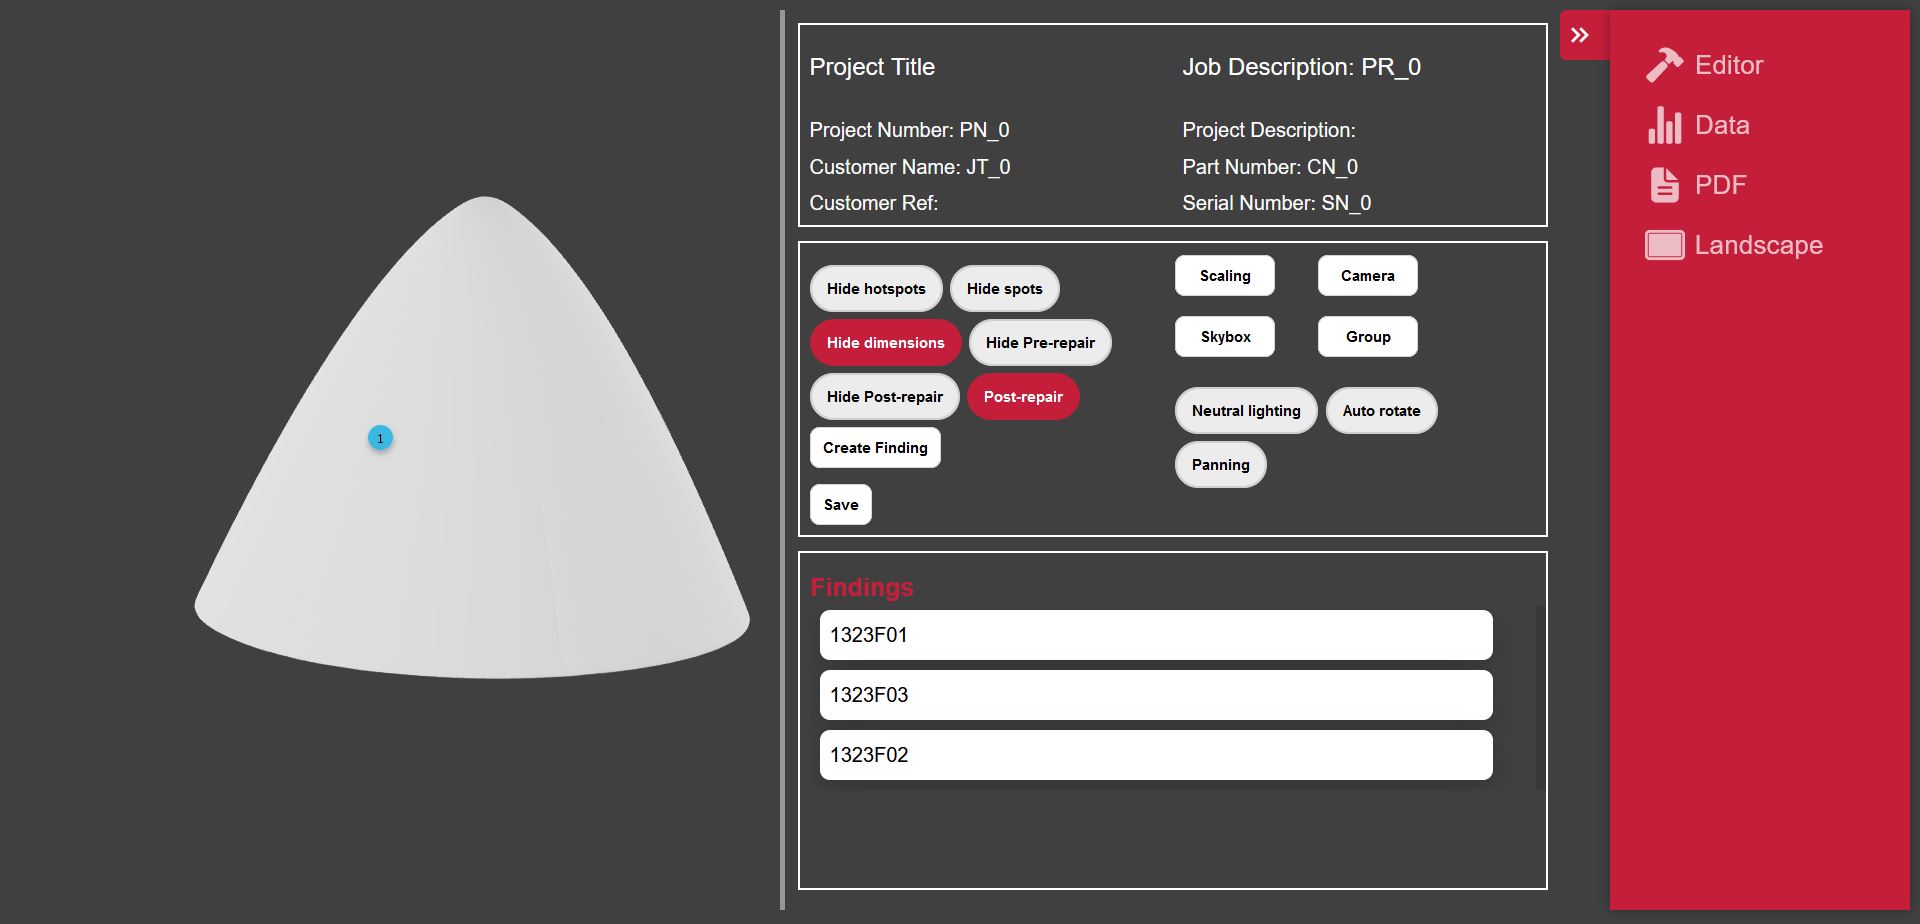 1
Project Title
Job Description: PR_0
Project Number: PN_0
Project Description:
Customer Name: JT_0
Part Number: CN_0
Customer Ref:
Serial Number: SN_0
Hide hotspots
Hide spots
Hide dimensions
Hide Pre-repair
Hide Post-repair
Post-repair
Create Finding
Save
Scaling
Camera
Skybox
Group
Neutral lighting
Auto rotate
Panning
Findings
1323F01
1323F03
1323F02
Editor
Data
PDF
Landscape